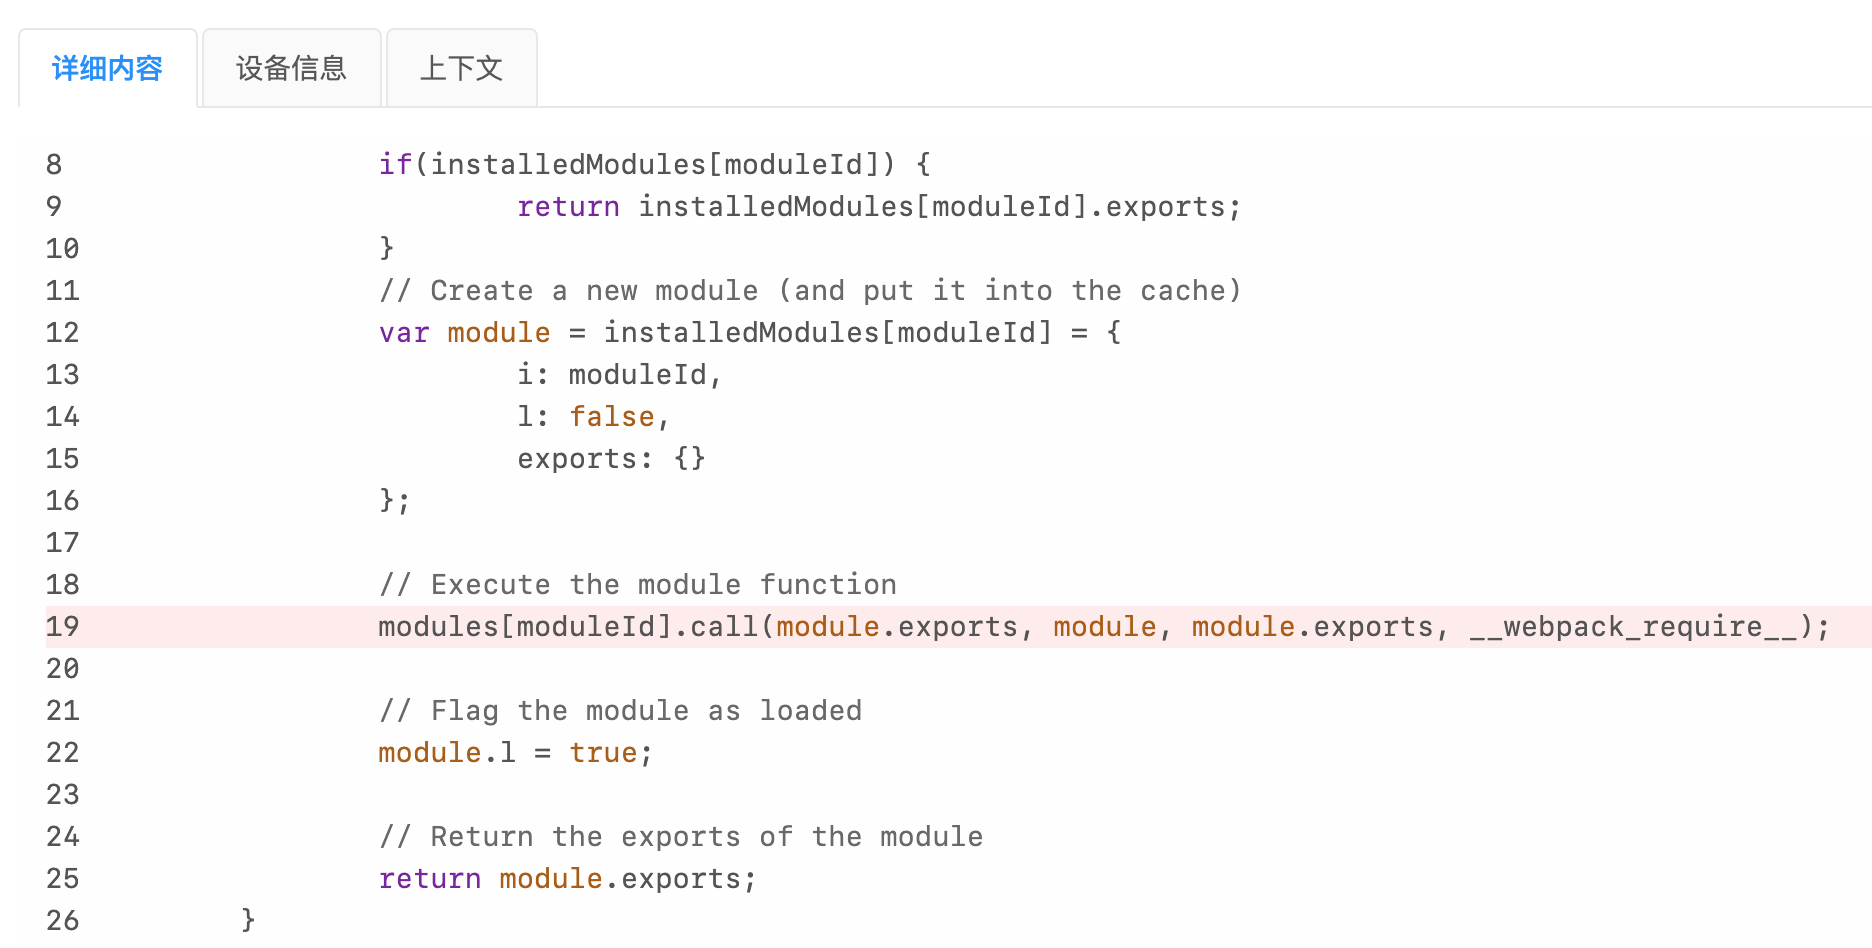 详细内容 设备信息 上下文
8 if(installedModules[moduleId]) {
9 return installedModules[moduleId].exports;
10 }
11 // Create a new module (and put it into the cache)
12 var module = installedModules[moduleId] = {
13 i: moduleId,
14 l: false,
15 exports: {}
16 };
17
18 // Execute the module function
19 modules[moduleId].call(module.exports, module, module.exports, __webpack_require__);
20
21 // Flag the module as loaded
22 module.l = true;
23
24 // Return the exports of the module
25 return module.exports;
26 }